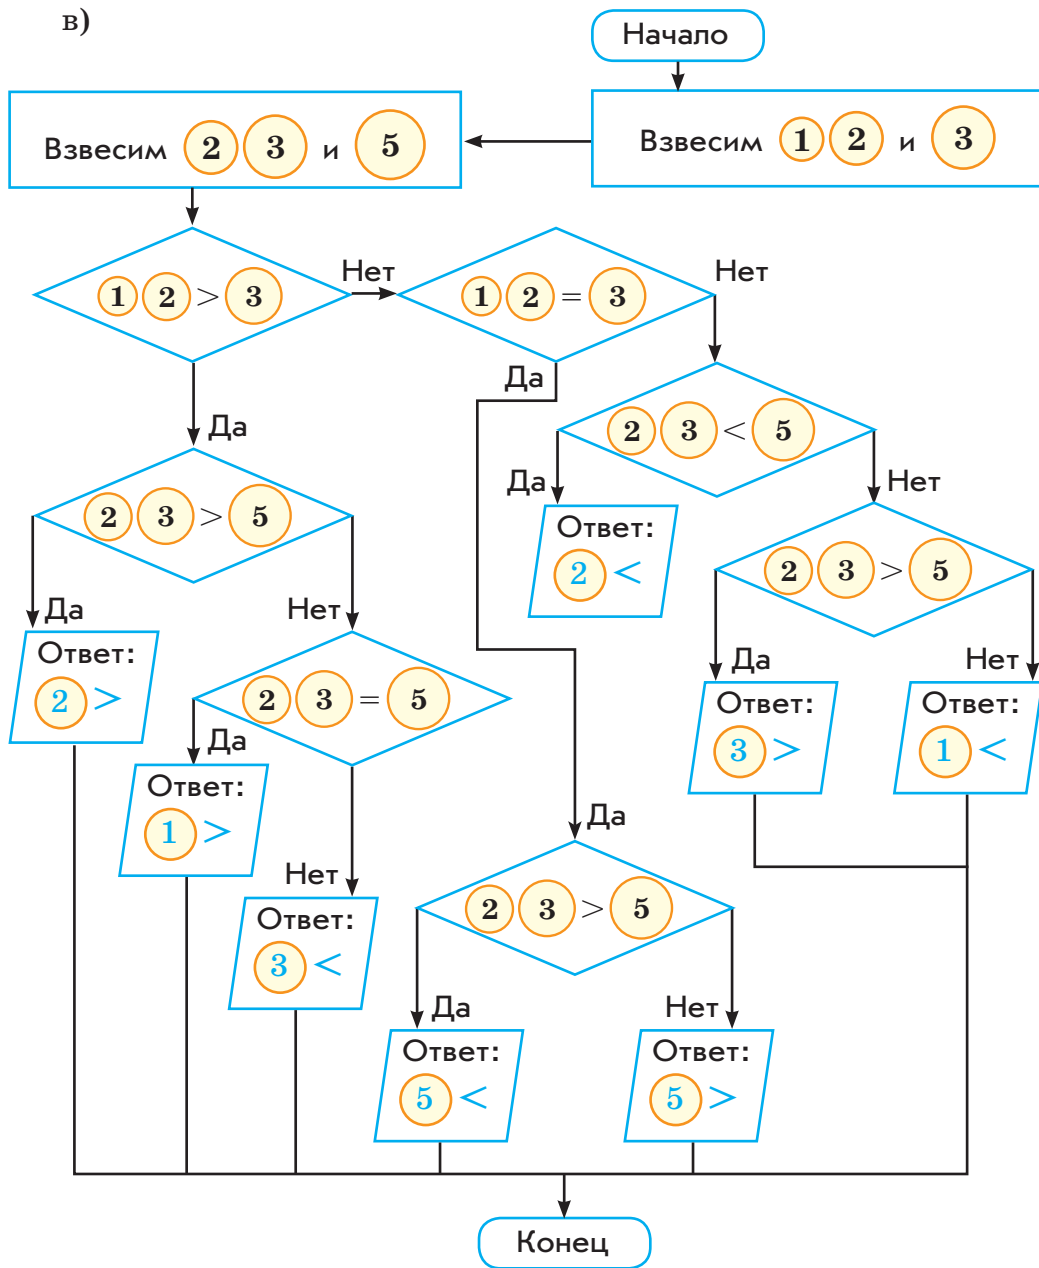 в)
Начало
Взвесим 2 3 и 5
Взвесим 1 2 и 3
1 2 > 3
Нет
1 2 = 3
Нет
Да
Да
2 3 < 5
Да
Нет
2 3 > 5
Ответ:
2 <
2 3 > 5
Да
Нет
Ответ:
2 >
2 3 = 5
Да
Нет
Ответ:
3 >
Ответ:
1 <
Да
Ответ:
1 >
Да
Нет
Ответ:
3 <
2 3 > 5
Да
Нет
Ответ:
5 <
Ответ:
5 >
Конец